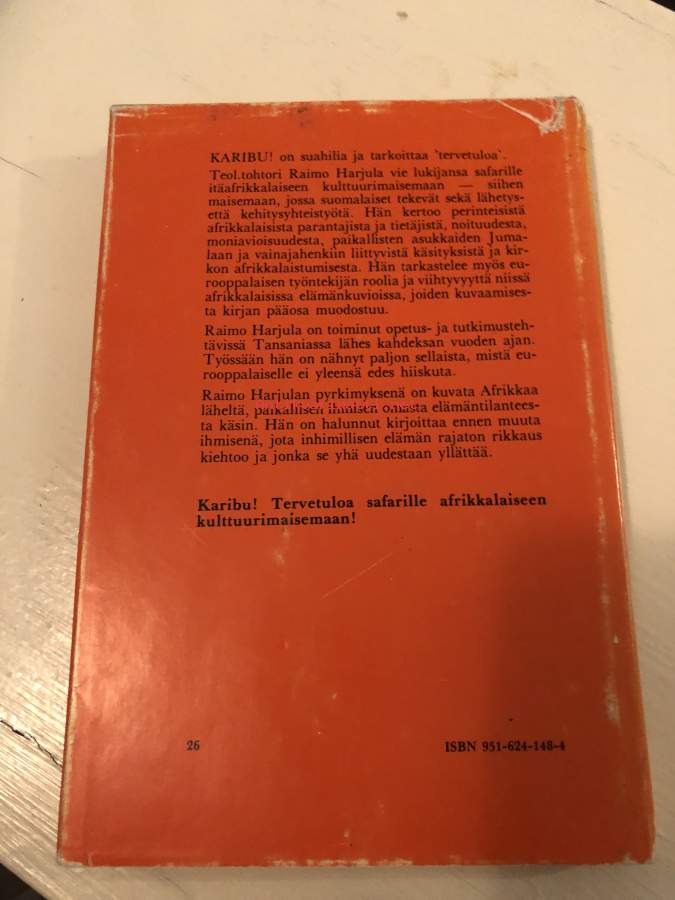 KARIBU! on suahilia ja tarkoittaa 'tervetuloa'.
Teol.tohtori Raimo Harjula vie lukijansa safarille
itäafrikkalaiseen kulttuurimaisemaan — siihen
maisemaan, jossa suomalaiset tekevät sekä lähetys-
että kehitysyhteistyötä. Hän kertoo perinteisistä
afrikkalaisista parantajista ja tietäjistä, noituudesta,
moniavioisuudesta, paikallisten asukkaiden Juma-
laan ja vainajahenkiin liittyvistä käsityksistä ja kir-
kon afrikkalaistumisesta. Hän tarkastelee myös eu-
rooppalaisen työntekijän roolia ja viihtyvyyttä niissä
afrikkalaisissa elämänkuvioissa, joiden kuvaamises-
ta kirjan pääosa muodostuu.
Raimo Harjula on toiminut opetus- ja tutkimusteh-
tävissä Tansaniassa lähes kahdeksan vuoden ajan.
Työssään hän on nähnyt paljon sellaista, mistä eu-
rooppalaiselle ei yleensä edes hiiskuta.
Raimo Harjulan pyrkimyksenä on kuvata Afrikkaa
läheltä, paikallisen ihmisen omasta elämäntilantees-
ta käsin. Hän on halunnut kirjoittaa ennen muuta
ihmisenä, jota inhimillisen elämän rajaton rikkaus
kiehtoo ja jonka se yhä uudestaan yllättää.
Karibu! Tervetuloa safarille afrikkalaiseen
kulttuurimaisemaan!
26
ISBN 951-624-148-4